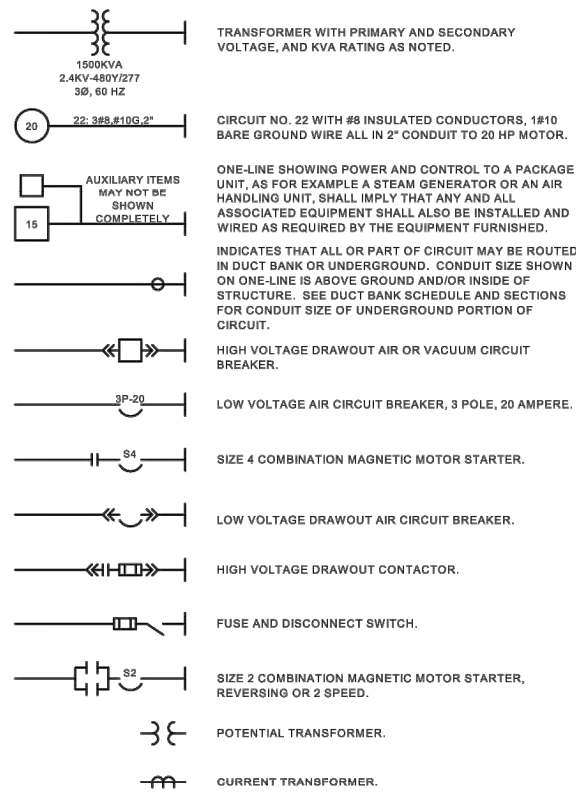 TRANSFORMER WITH PRIMARY AND SECONDARY
VOLTAGE, AND KVA RATING AS NOTED.
1500KVA
2.4KV-480Y/277
3Ø, 60 HZ
20
22: 3#8,#10G,2"
CIRCUIT NO. 22 WITH #8 INSULATED CONDUCTORS, 1#10
BARE GROUND WIRE ALL IN 2" CONDUIT TO 20 HP MOTOR.
AUXILIARY ITEMS
MAY NOT BE
SHOWN
COMPLETELY
15
ONE-LINE SHOWING POWER AND CONTROL TO A PACKAGE
UNIT, AS FOR EXAMPLE A STEAM GENERATOR OR AN AIR
HANDLING UNIT, SHALL IMPLY THAT ANY AND ALL
ASSOCIATED EQUIPMENT SHALL ALSO BE INSTALLED AND
WIRED AS REQUIRED BY THE EQUIPMENT FURNISHED.
INDICATES THAT ALL OR PART OF CIRCUIT MAY BE ROUTED
IN DUCT BANK OR UNDERGROUND. CONDUIT SIZE SHOWN
ON ONE-LINE IS ABOVE GROUND AND/OR INSIDE OF
STRUCTURE. SEE DUCT BANK SCHEDULE AND SECTIONS
FOR CONDUIT SIZE OF UNDERGROUND PORTION OF
CIRCUIT.
HIGH VOLTAGE DRAWOUT AIR OR VACUUM CIRCUIT
BREAKER.
3P-20
LOW VOLTAGE AIR CIRCUIT BREAKER, 3 POLE, 20 AMPERE.
S4
SIZE 4 COMBINATION MAGNETIC MOTOR STARTER.
LOW VOLTAGE DRAWOUT AIR CIRCUIT BREAKER.
HIGH VOLTAGE DRAWOUT CONTACTOR.
FUSE AND DISCONNECT SWITCH.
S2
SIZE 2 COMBINATION MAGNETIC MOTOR STARTER,
REVERSING OR 2 SPEED.
POTENTIAL TRANSFORMER.
CURRENT TRANSFORMER.